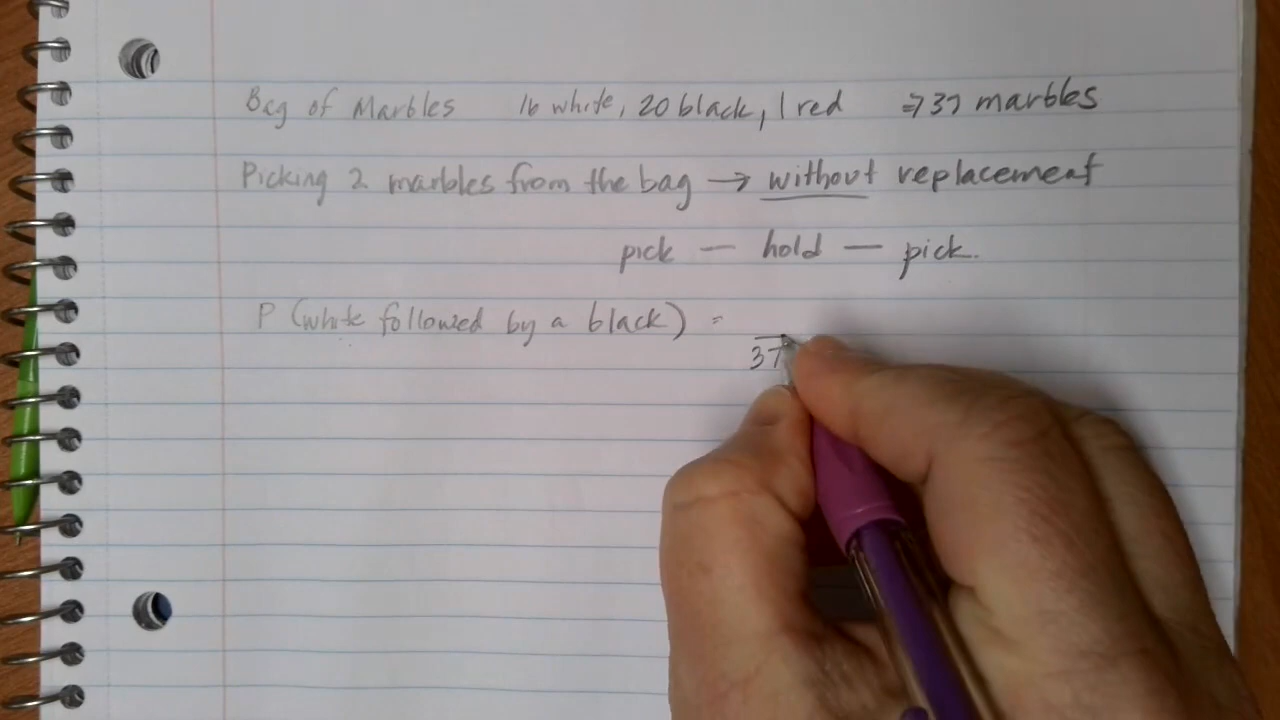 Bag of Marbles 16 white, 20 black, 1 red ⇒ 37 marbles
Picking 2 marbles from the bag → without replacement
pick — hold — pick.
P (white followed by a black) =
37